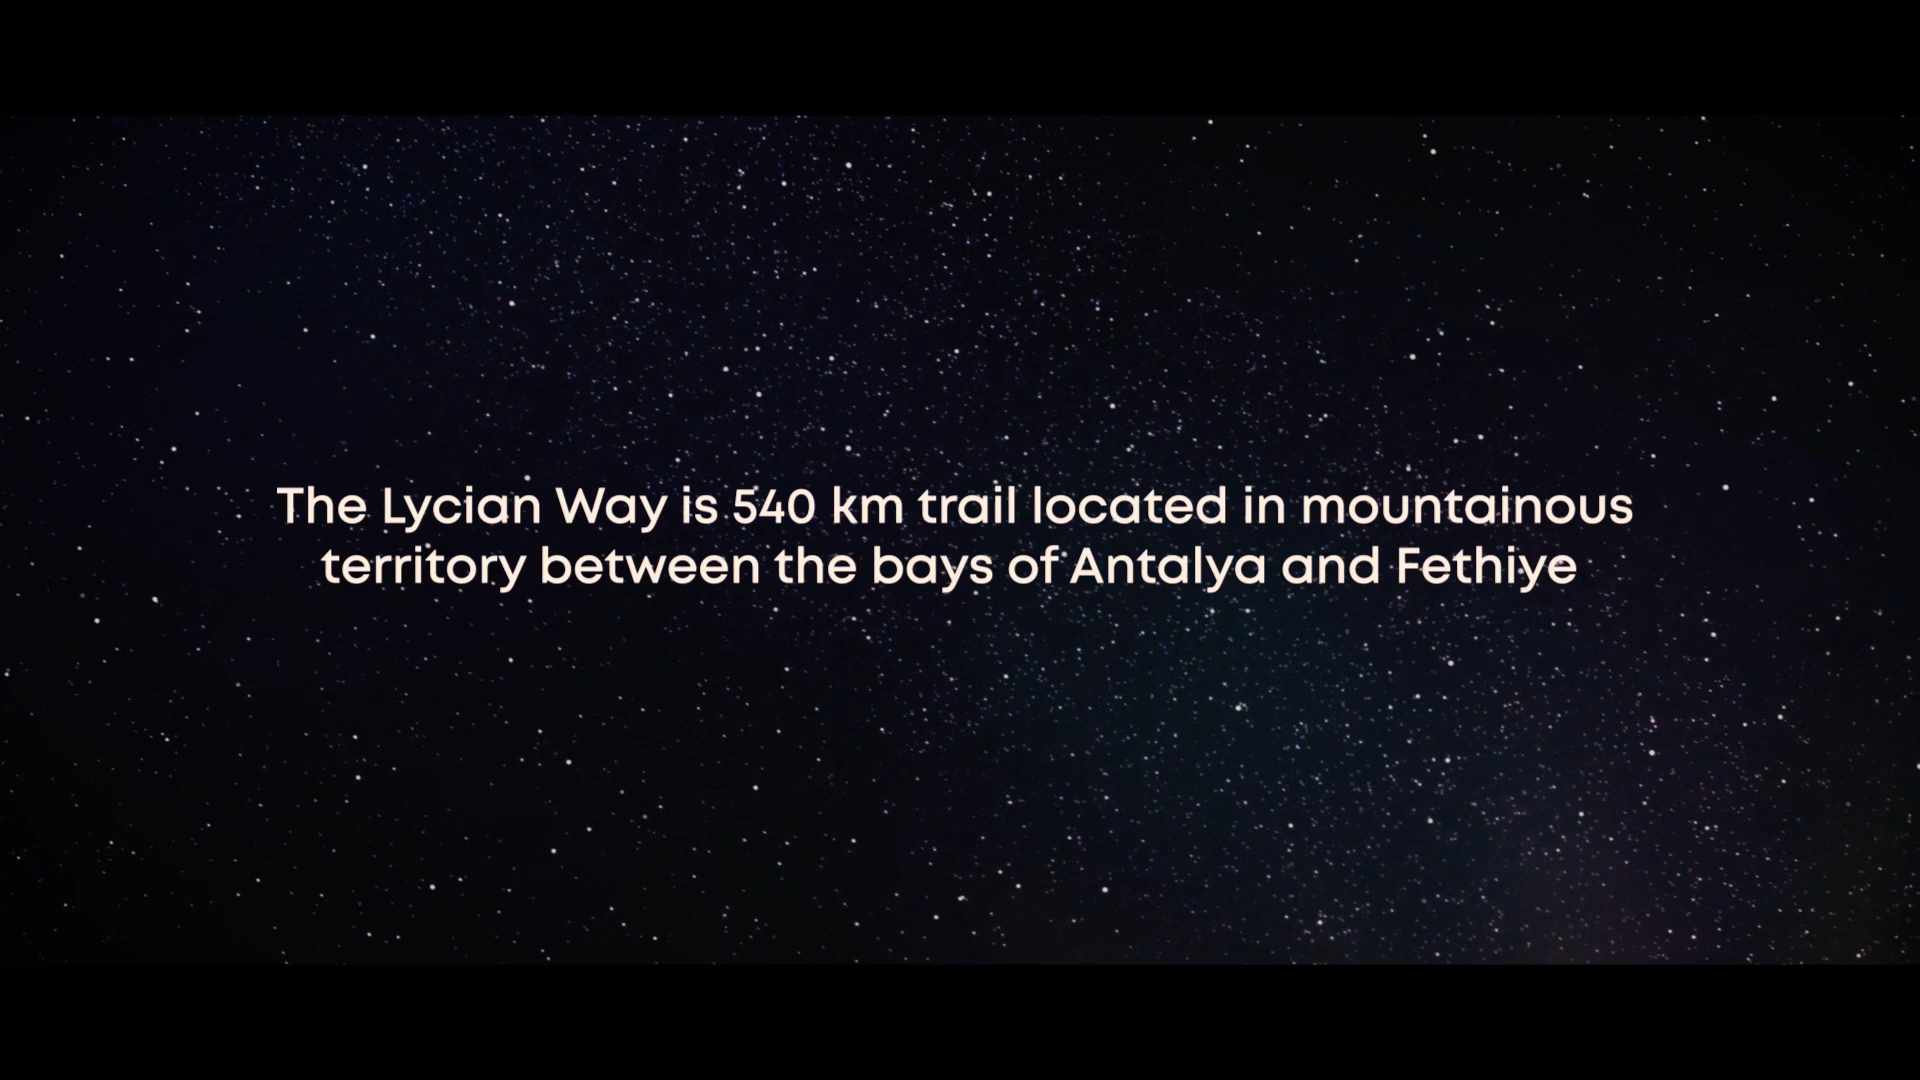 The Lycian Way is 540 km trail located in mountainous
territory between the bays of Antalya and Fethiye